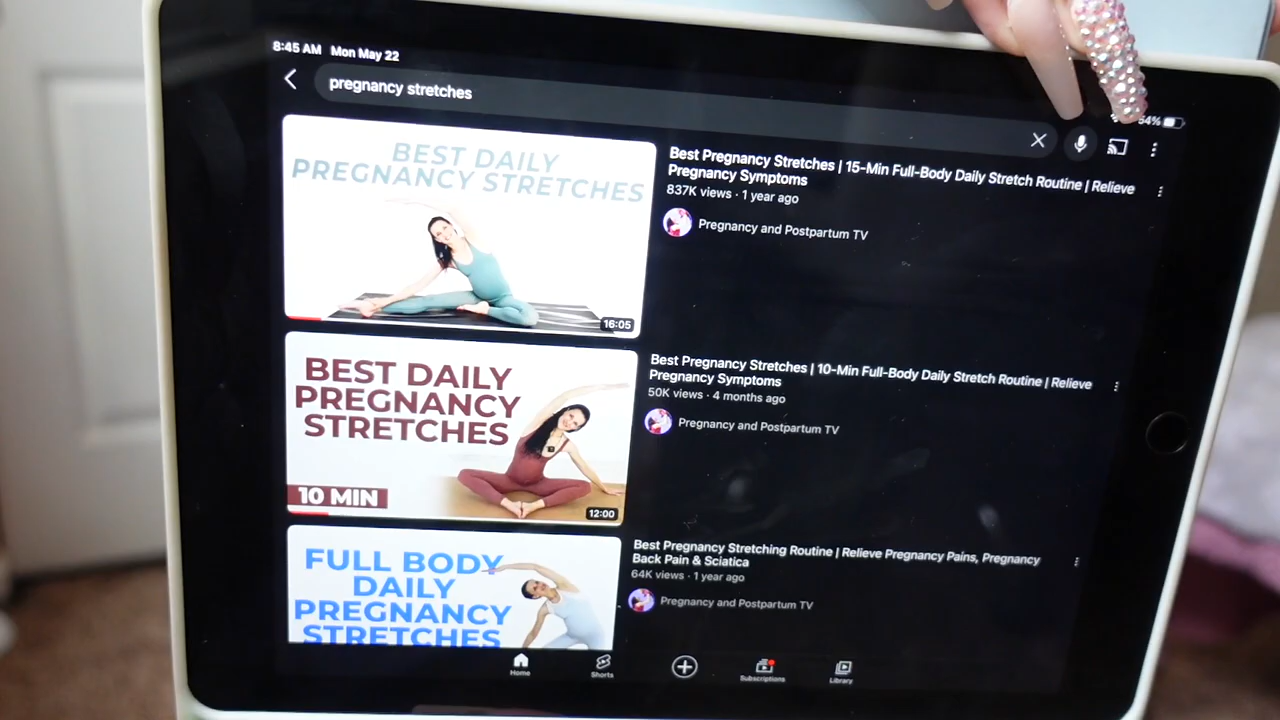 8:45 AM Mon May 22
54%
pregnancy stretches
BEST DAILY
PREGNANCY STRETCHES
16:05
Best Pregnancy Stretches | 15-Min Full-Body Daily Stretch Routine | Relieve
Pregnancy Symptoms
837K views · 1 year ago
Pregnancy and Postpartum TV
BEST DAILY
PREGNANCY
STRETCHES
10 MIN
12:00
Best Pregnancy Stretches | 10-Min Full-Body Daily Stretch Routine | Relieve
Pregnancy Symptoms
50K views · 4 months ago
Pregnancy and Postpartum TV
FULL BODY
DAILY
PREGNANCY
STRETCHES
Best Pregnancy Stretching Routine | Relieve Pregnancy Pains, Pregnancy
Back Pain & Sciatica
64K views · 1 year ago
Pregnancy and Postpartum TV
Home
Shorts
Subscriptions
Library